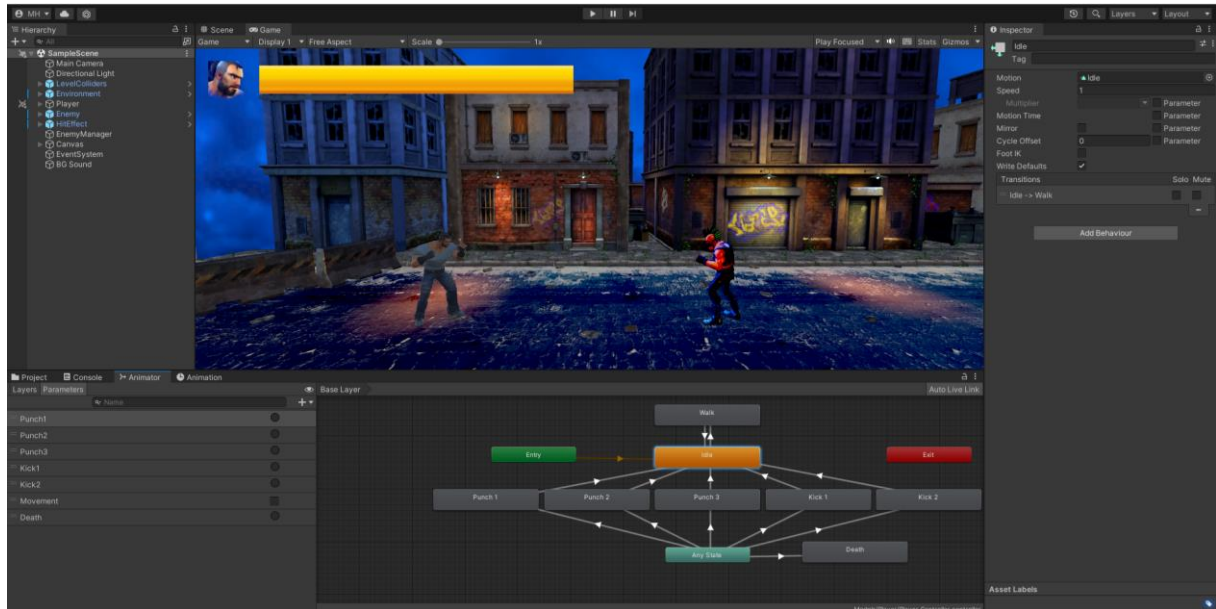 MH
Layers
Layout
Hierarchy
All
SampleScene
Main Camera
Directional Light
LevelColliders
Environment
Player
Enemy
HitEffect
EnemyManager
Canvas
EventSystem
BG Sound
Scene
Game
Game
Display 1
Free Aspect
Scale
1x
Play Focused
Stats
Gizmos
Inspector
Idle
Tag
Motion
Idle
Speed
1
Multiplier
Parameter
Motion Time
Parameter
Mirror
Parameter
Cycle Offset
0
Parameter
Foot IK
Write Defaults
Transitions
Solo Mute
Idle -> Walk
Add Behaviour
Asset Labels
Project
Console
Animator
Animation
Layers
Parameters
Name
Base Layer
Auto Live Link
Punch1
Punch2
Punch3
Kick1
Kick2
Movement
Death
Walk
Entry
Idle
Exit
Punch 1
Punch 2
Punch 3
Kick 1
Kick 2
Any State
Death